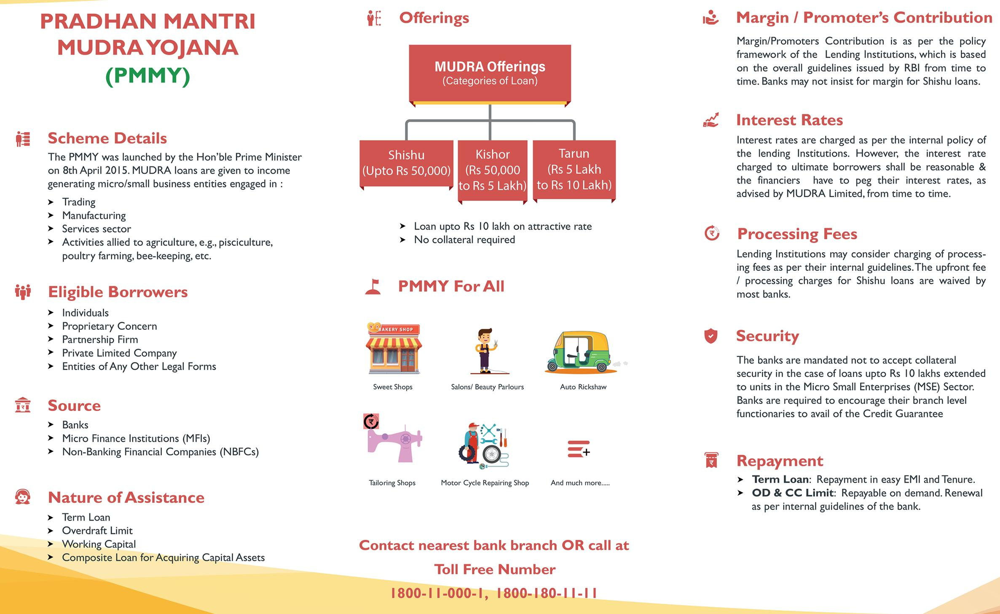 PRADHAN MANTRI
MUDRA YOJANA
(PMMY)
Scheme Details
The PMMY was launched by the Hon'ble Prime Minister
on 8th April 2015. MUDRA loans are given to income
generating micro/small business entities engaged in :
➤ Trading
➤ Manufacturing
➤ Services sector
➤ Activities allied to agriculture, e.g., pisciculture,
poultry farming, bee-keeping, etc.
Eligible Borrowers
➤ Individuals
➤ Proprietary Concern
➤ Partnership Firm
➤ Private Limited Company
➤ Entities of Any Other Legal Forms
Source
➤ Banks
➤ Micro Finance Institutions (MFIs)
➤ Non-Banking Financial Companies (NBFCs)
Nature of Assistance
➤ Term Loan
➤ Overdraft Limit
➤ Working Capital
➤ Composite Loan for Acquiring Capital Assets
Offerings
MUDRA Offerings
(Categories of Loan)
Shishu
(Upto Rs 50,000)
Kishor
(Rs 50,000
to Rs 5 Lakh)
Tarun
(Rs 5 Lakh
to Rs 10 Lakh)
➤ Loan upto Rs 10 lakh on attractive rate
➤ No collateral required
PMMY For All
BAKERY SHOP
Sweet Shops
Salons/ Beauty Parlours
Auto Rickshaw
₹
Tailoring Shops
Motor Cycle Repairing Shop
And much more.....
Contact nearest bank branch OR call at
Toll Free Number
1800-11-000-1, 1800-180-11-11
Margin / Promoter's Contribution
Margin/Promoters Contribution is as per the policy
framework of the Lending Institutions, which is based
on the overall guidelines issued by RBI from time to
time. Banks may not insist for margin for Shishu loans.
Interest Rates
Interest rates are charged as per the internal policy of
the lending Institutions. However, the interest rate
charged to ultimate borrowers shall be reasonable &
the financiers have to peg their interest rates, as
advised by MUDRA Limited, from time to time.
₹
Processing Fees
Lending Institutions may consider charging of process-
ing fees as per their internal guidelines. The upfront fee
/ processing charges for Shishu loans are waived by
most banks.
Security
The banks are mandated not to accept collateral
security in the case of loans upto Rs 10 lakhs extended
to units in the Micro Small Enterprises (MSE) Sector.
Banks are required to encourage their branch level
functionaries to avail of the Credit Guarantee
₹
Repayment
➤ Term Loan: Repayment in easy EMI and Tenure.
➤ OD & CC Limit: Repayable on demand. Renewal
as per internal guidelines of the bank.